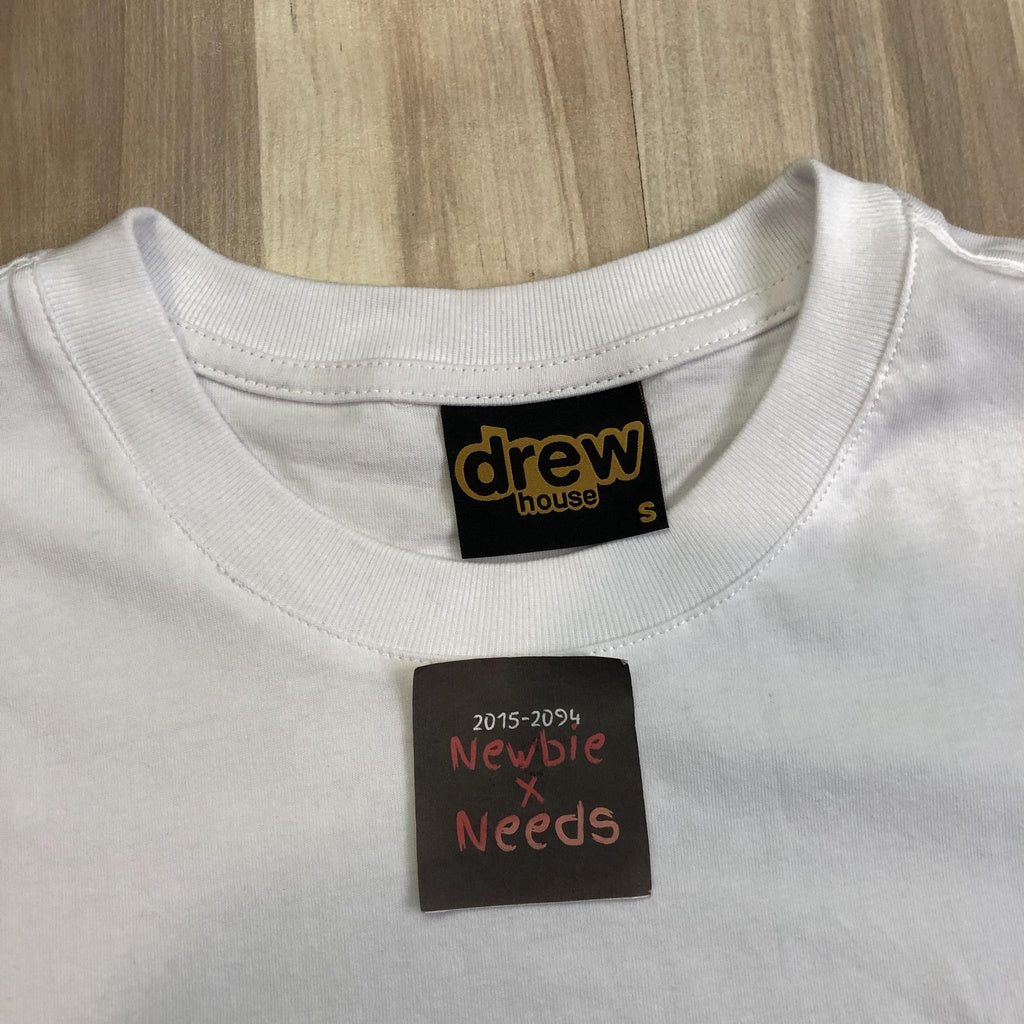 drew
house
S
2015-2094
Newbie
x
Needs